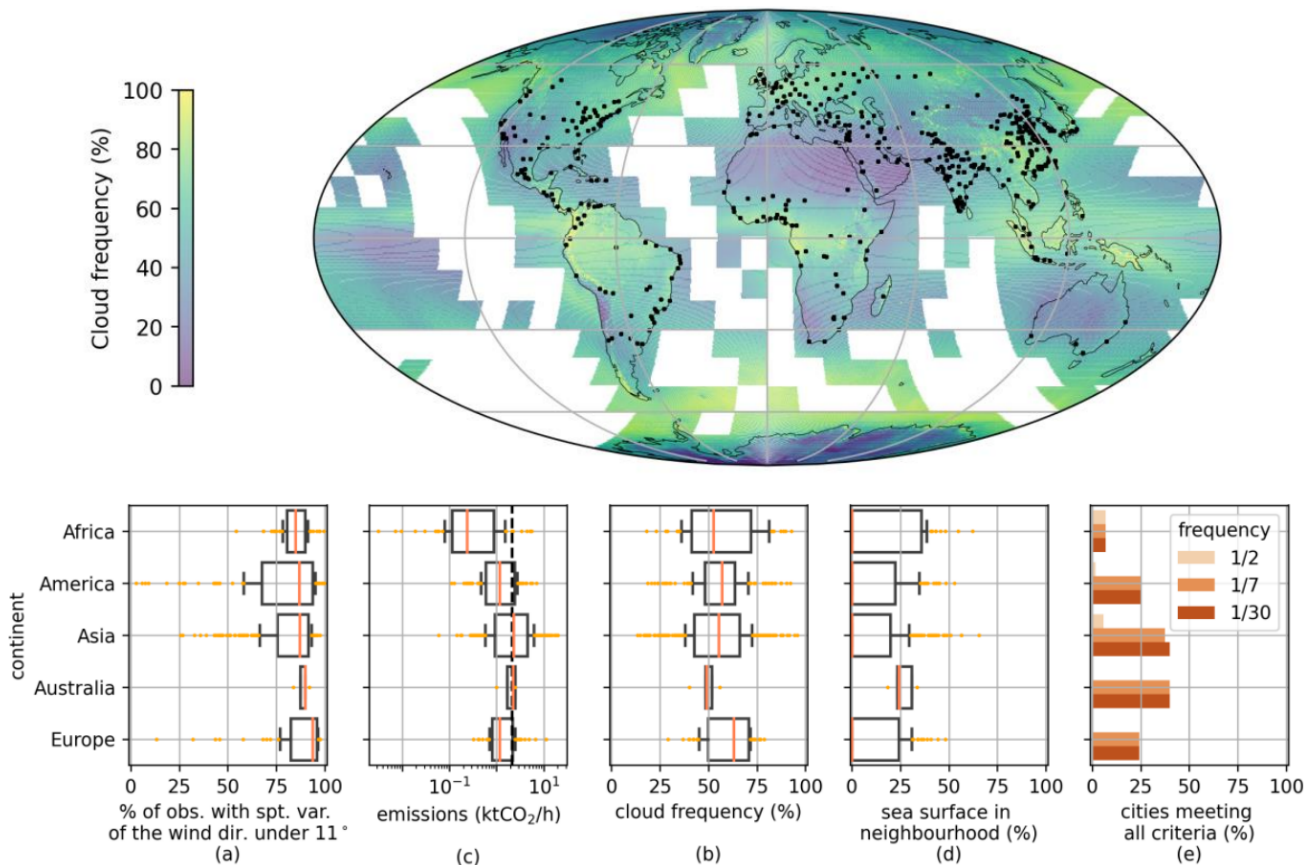 Cloud frequency (%)
100
80
60
40
20
0
continent
Africa
America
Asia
Australia
Europe
0 25 50 75 100
% of obs. with spt. var.
of the wind dir. under 11°
(a)
10⁻¹ 10¹
emissions (ktCO₂/h)
(c)
0 25 50 75 100
cloud frequency (%)
(b)
0 25 50 75 100
sea surface in
neighbourhood (%)
(d)
frequency
1/2
1/7
1/30
0 25 50 75 100
cities meeting
all criteria (%)
(e)